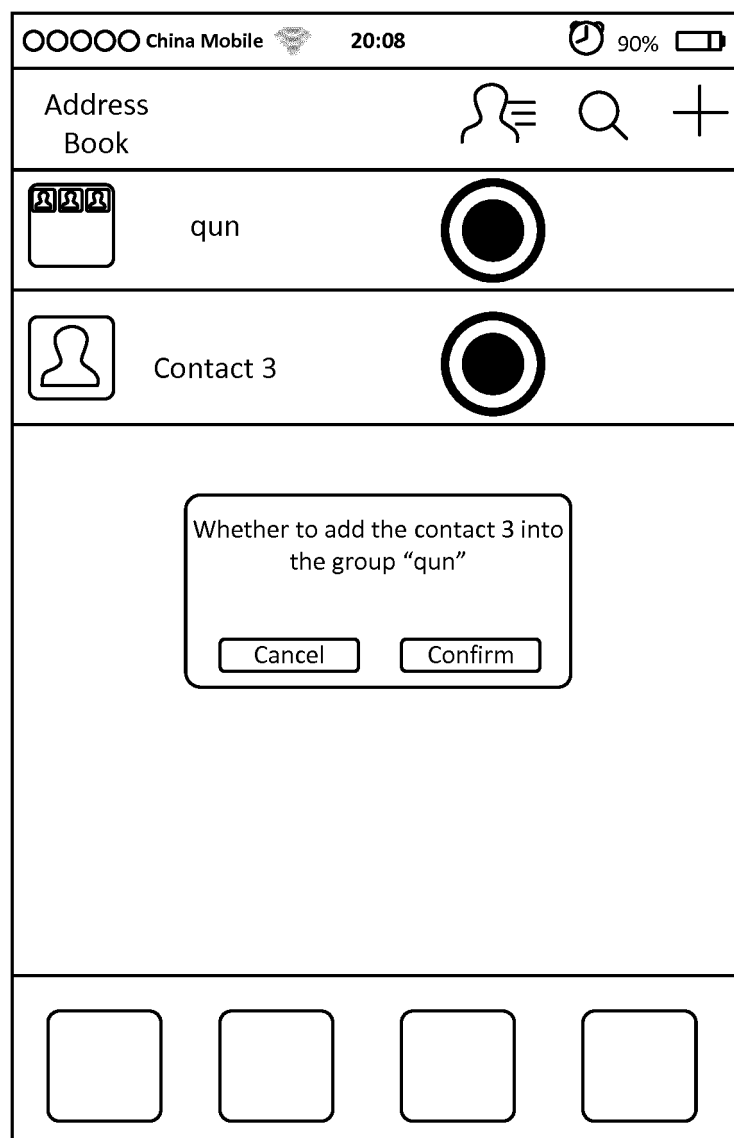 China Mobile 20:08 90%
Address
Book
qun
Contact 3
Whether to add the contact 3 into
the group “qun”
Cancel Confirm